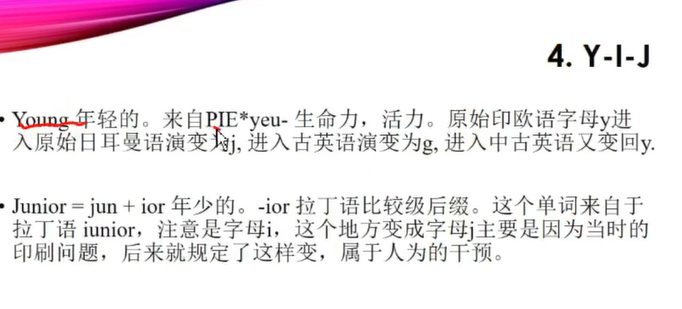 4. Y-I-J
• Young 年轻的。来自PIE*yeu- 生命力，活力。原始印欧语字母y进
入原始日耳曼语演变为j, 进入古英语演变为g, 进入中古英语又变回y.
• Junior = jun + ior 年少的。-ior 拉丁语比较级后缀。这个单词来自于
拉丁语 iunior，注意是字母i，这个地方变成字母j主要是因为当时的
印刷问题，后来就规定了这样变，属于人为的干预。